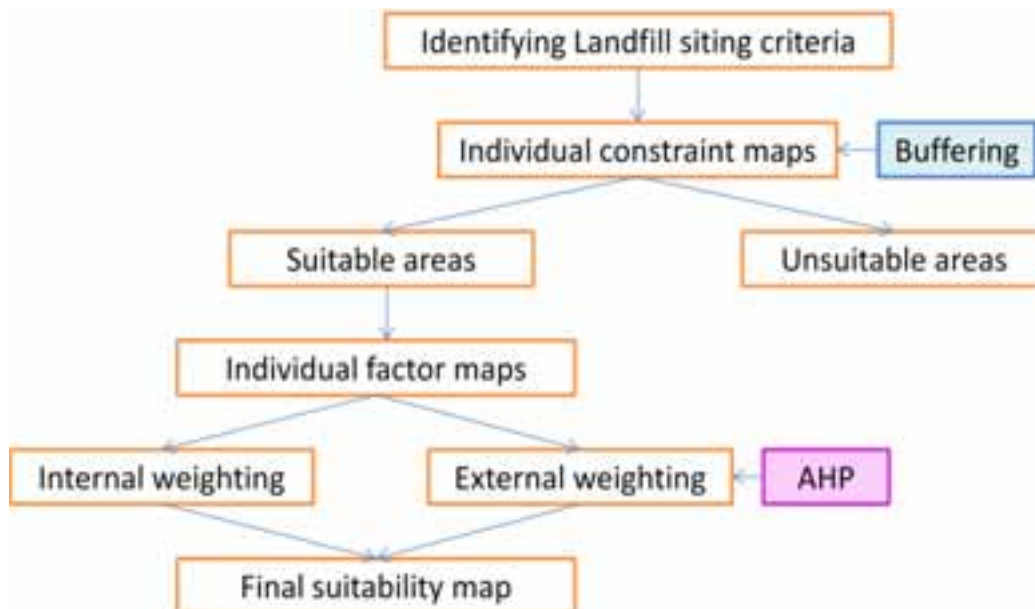 Identifying Landfill siting criteria
Individual constraint maps
Buffering
Suitable areas
Unsuitable areas
Individual factor maps
Internal weighting
External weighting
AHP
Final suitability map